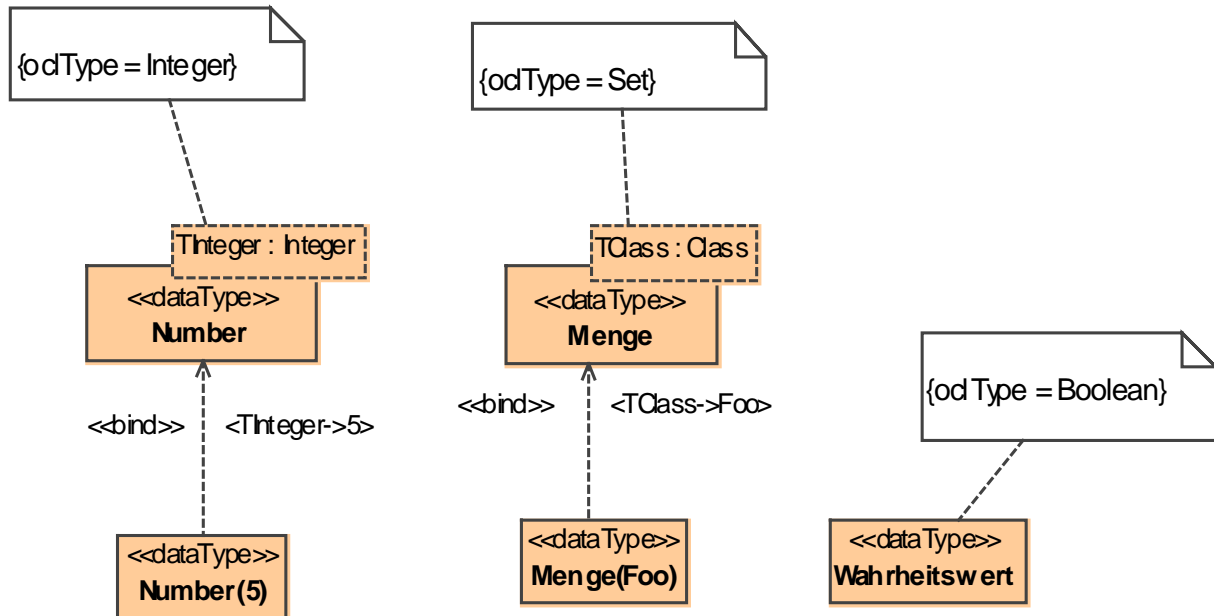 {oclType = Integer}
{oclType = Set}
TInteger : Integer
TClass : Class
<<dataType>>
Number
<<dataType>>
Menge
{oclType = Boolean}
<<bind>> <TInteger->5>
<<bind>> <TClass->Foo>
<<dataType>>
Number(5)
<<dataType>>
Menge(Foo)
<<dataType>>
Wahrheitswert